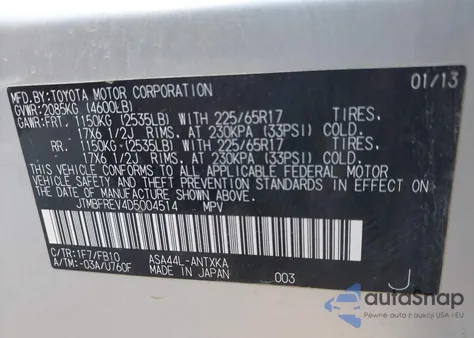 MFD.BY:TOYOTA MOTOR CORPORATION 01/13
GVWR:2085KG (4600LB)
GAWR:FRT. 1150KG (2535LB) WITH 225/65R17 TIRES.
17X6 1/2J RIMS. AT 230KPA (33PSI) COLD.
RR. 1150KG (2535LB) WITH 225/65R17 TIRES.
17X6 1/2J RIMS. AT 230KPA (33PSI) COLD.
THIS VEHICLE CONFORMS TO ALL APPLICABLE FEDERAL MOTOR
VEHICLE SAFETY AND THEFT PREVENTION STANDARDS IN EFFECT
ON THE DATE OF MANUFACTURE SHOWN ABOVE.
JTMBFREV4D5004514 MPV
C/TR:1F7/FB10 ASA44L-ANTXKA
A/TM:-03A/U760F MADE IN JAPAN 003 J
autoSnap
Pewne auta z aukcji USA i EU